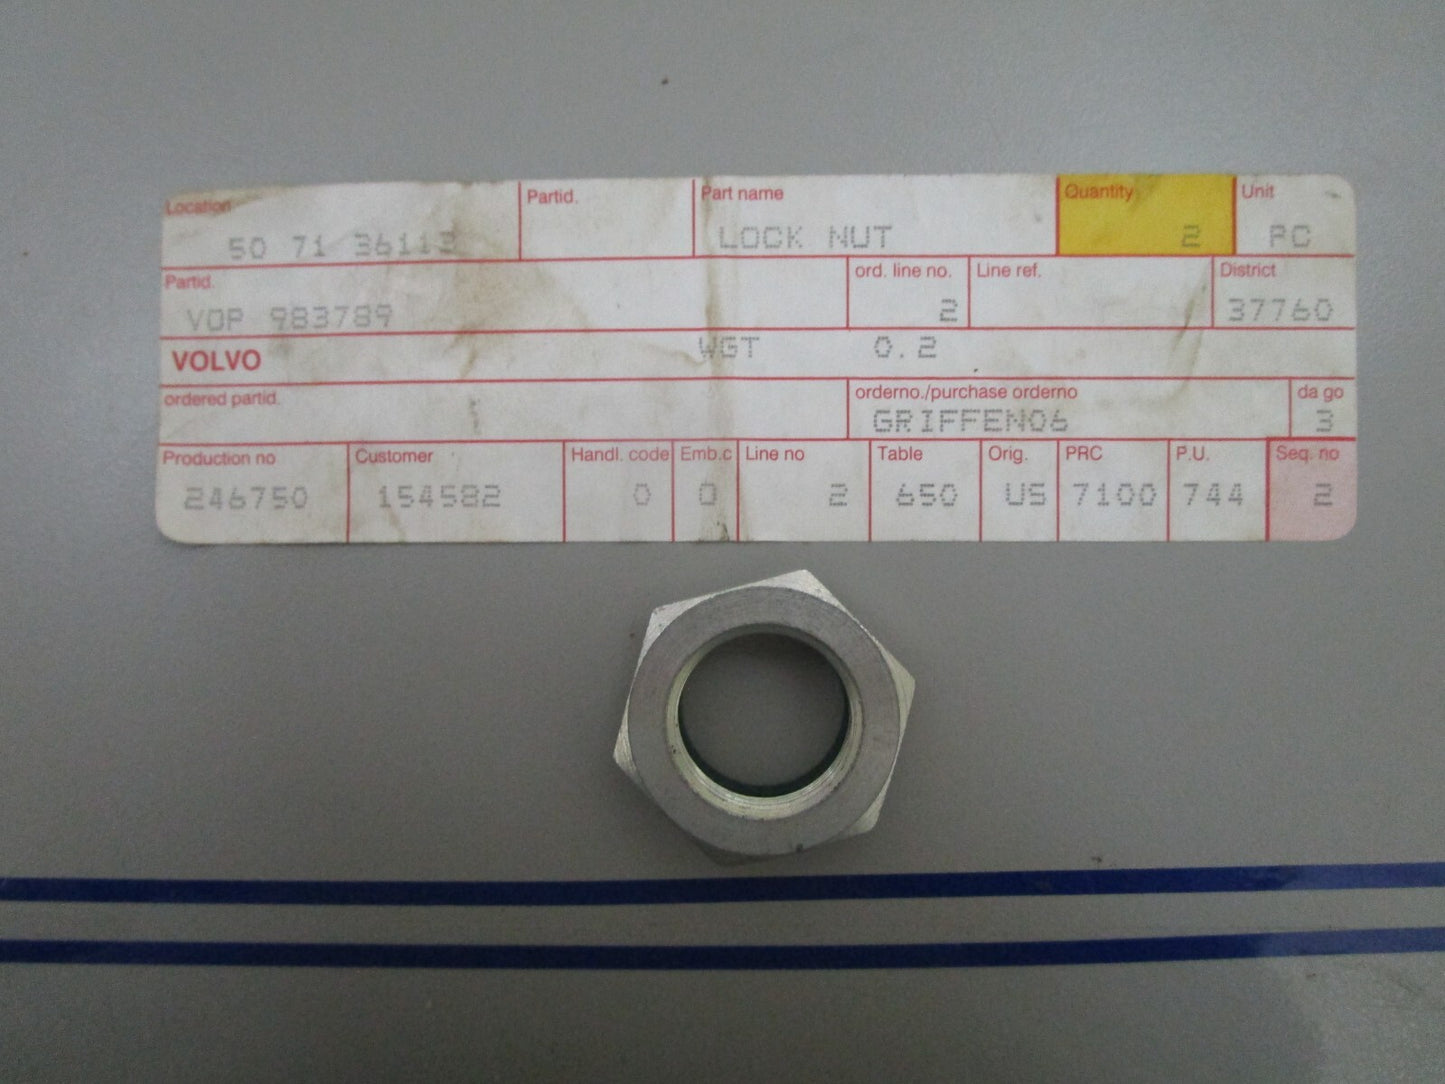 Location Partid. Part name Quantity Unit
50 71 36113 LOCK NUT 2 PC
Partid. ord. line no. Line ref. District
VOP 983789 2 37760
VOLVO WGT 0.2
ordered partid. orderno./purchase orderno da go
GRIFFEN06 3
Production no Customer Handl. code Emb.c Line no Table Orig. PRC P.U. Seq. no
246750 154582 0 0 2 650 US 7100 744 2